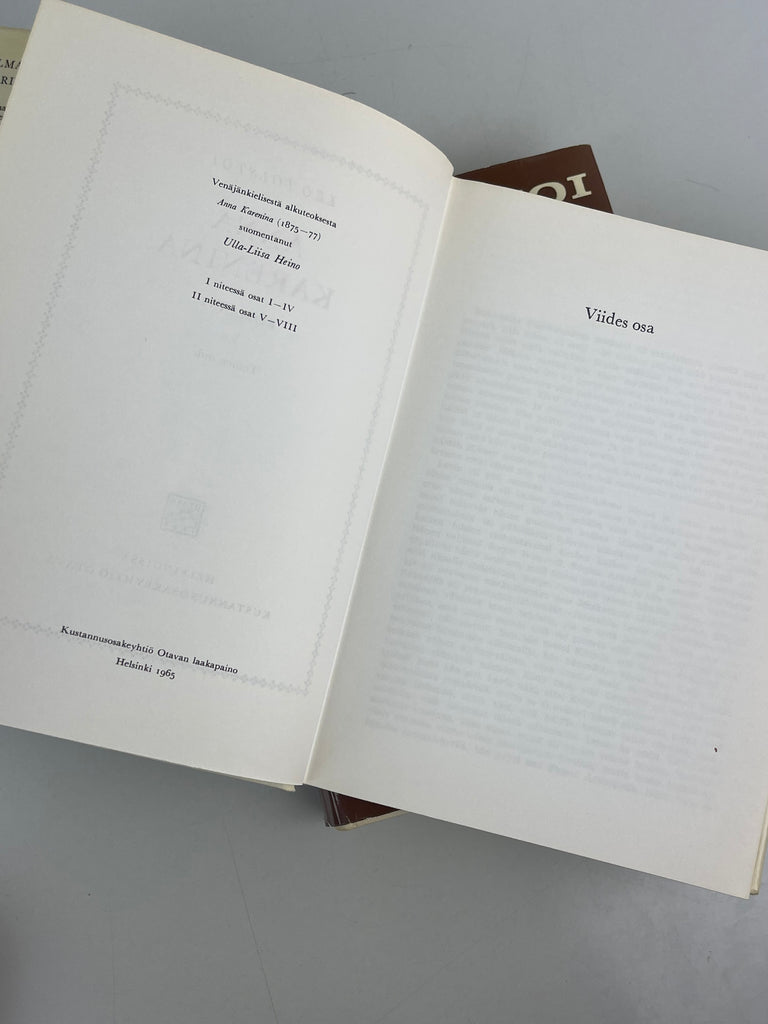 Venäjänkielisestä alkuteoksesta
Anna Karenina (1875—77)
suomentanut
Ulla-Liisa Heino
I niteessä osat I—IV
II niteessä osat V—VIII
Kustannusosakeyhtiö Otavan laakapaino
Helsinki 1965
Viides osa